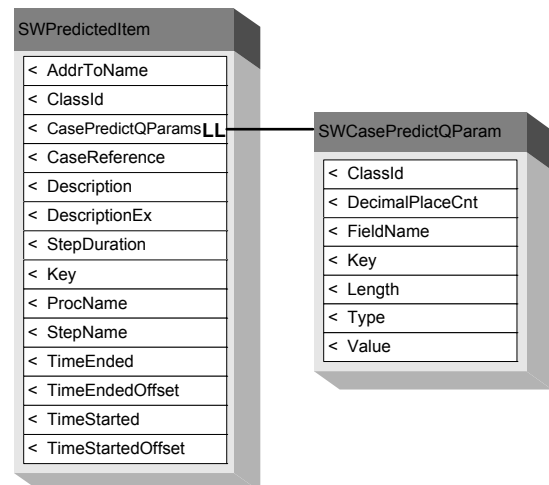 SWPredictedItem
< AddrToName
< ClassId
< CasePredictQParams LL
< CaseReference
< Description
< DescriptionEx
< StepDuration
< Key
< ProcName
< StepName
< TimeEnded
< TimeEndedOffset
< TimeStarted
< TimeStartedOffset
SWCasePredictQParam
< ClassId
< DecimalPlaceCnt
< FieldName
< Key
< Length
< Type
< Value